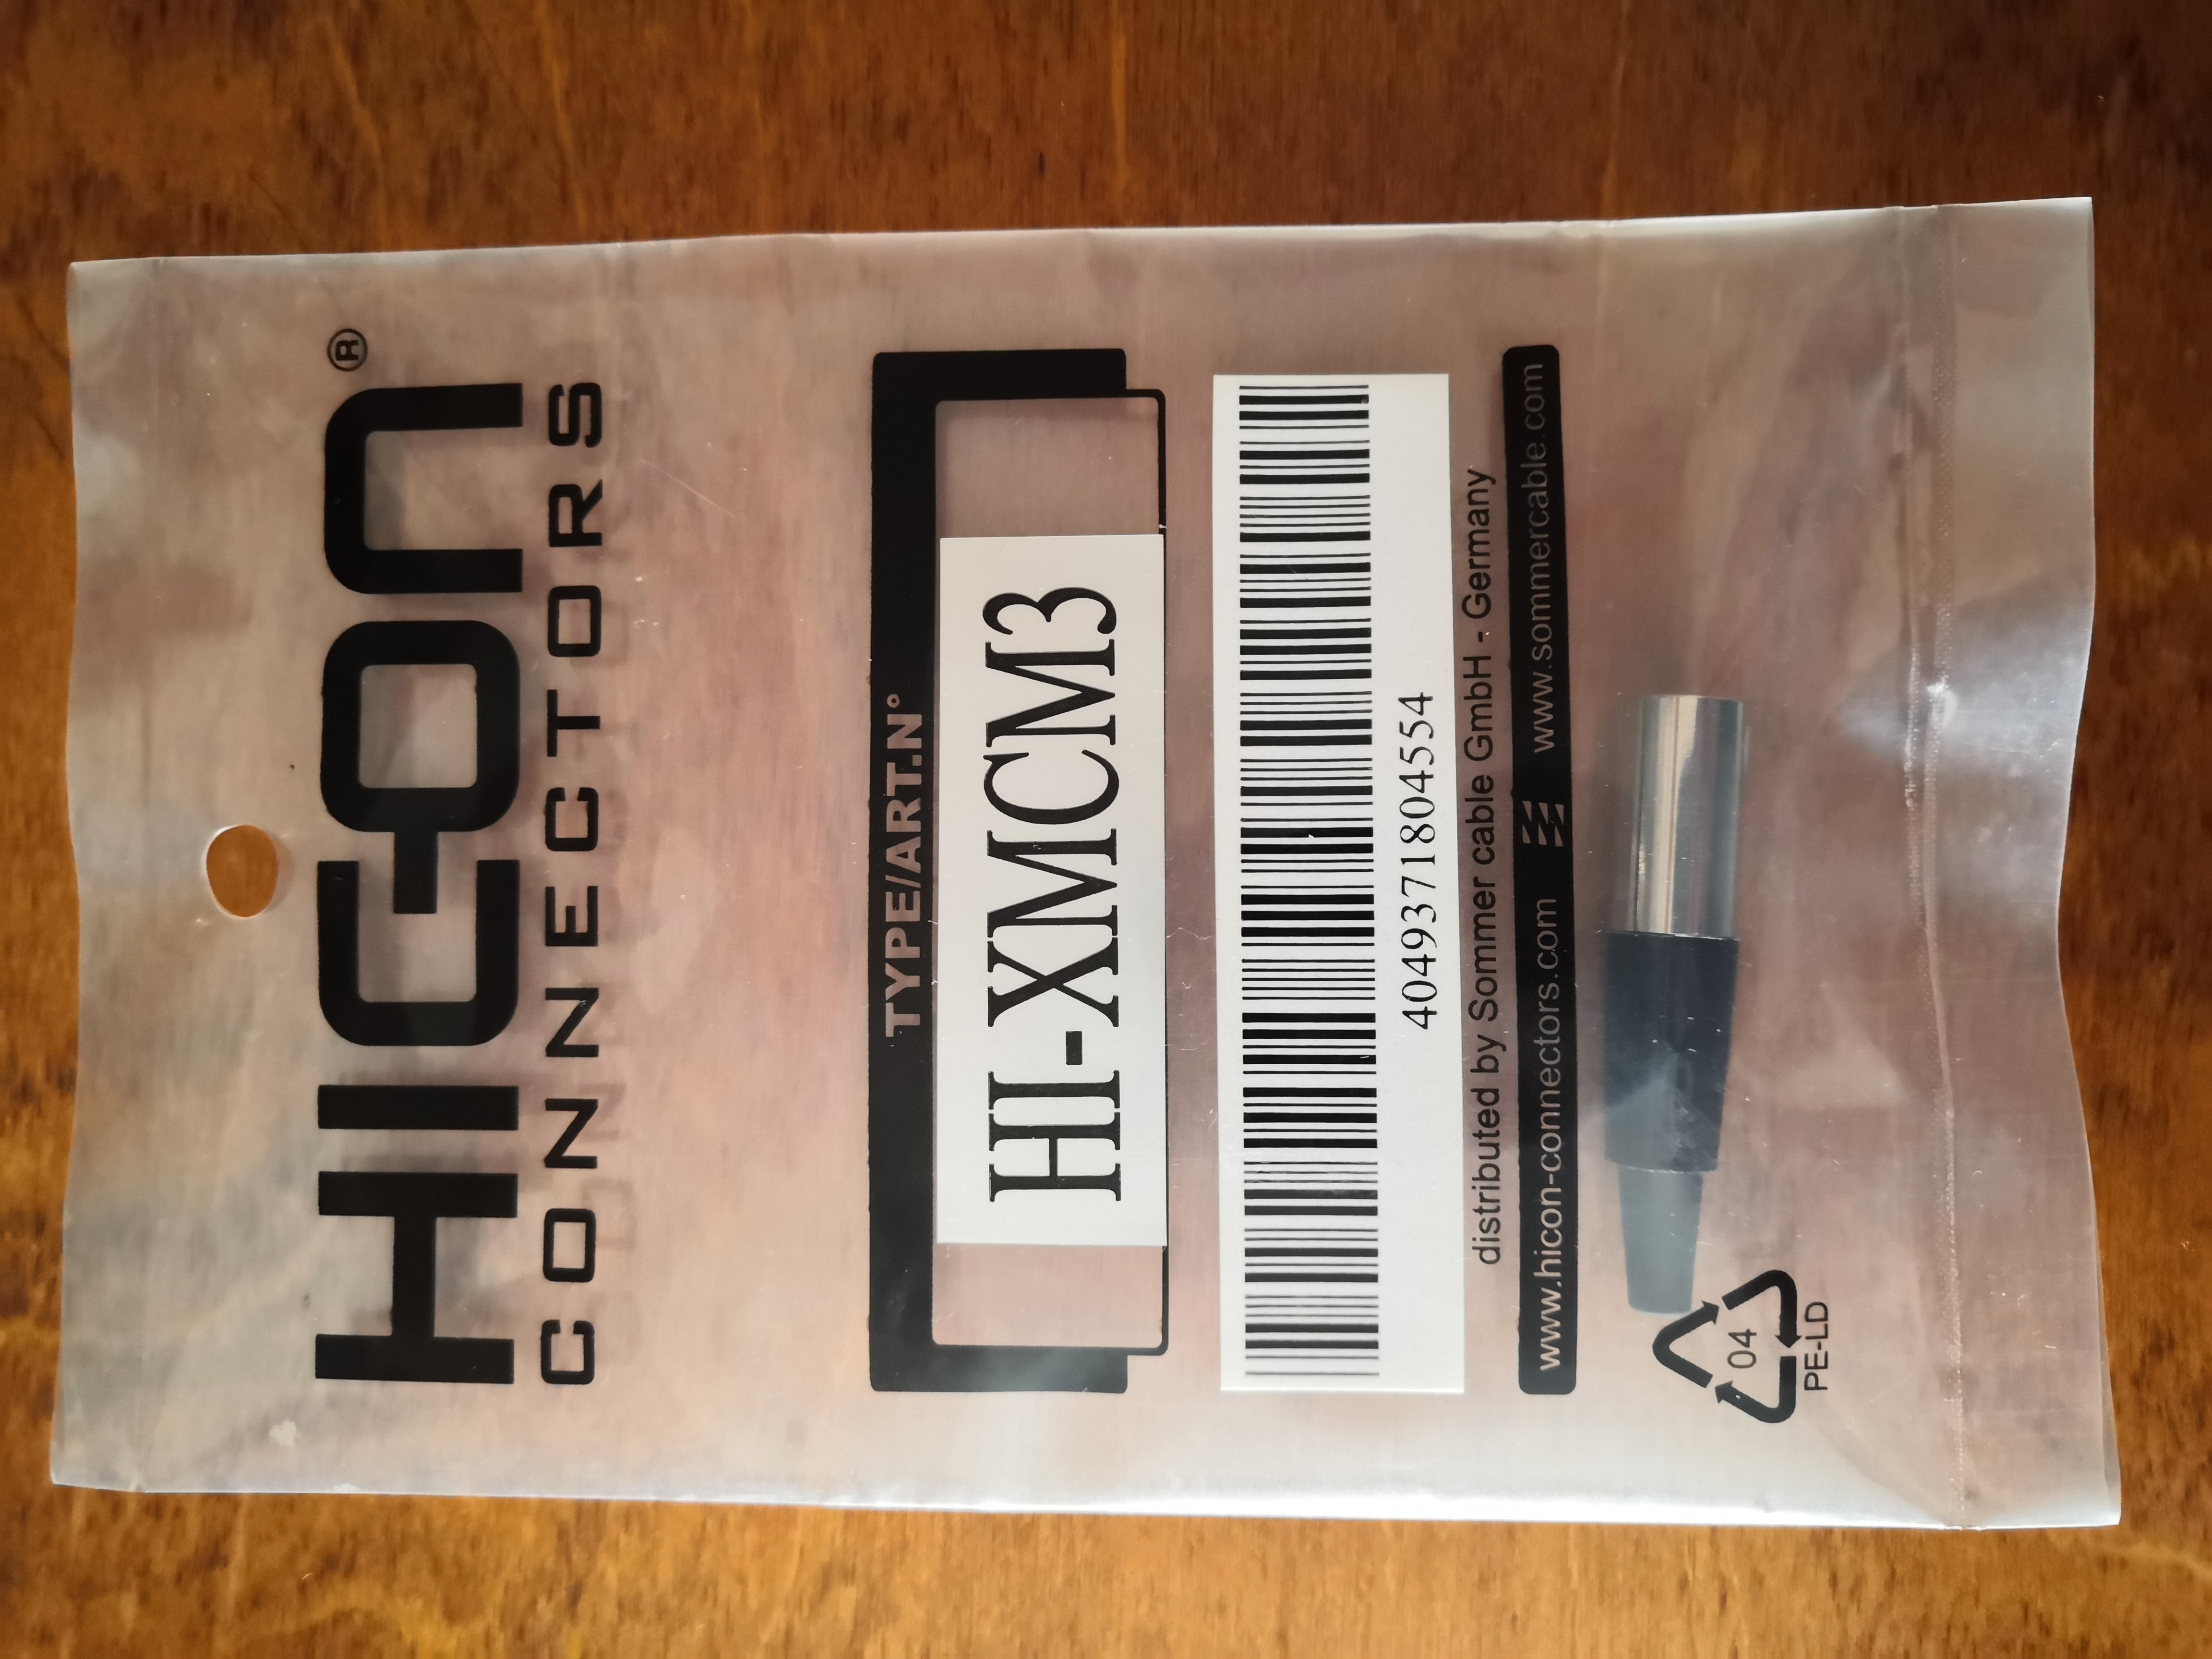 HICON®
CONNECTORS
TYPE/ART.N°
HI-XMCM3
4049371804554
distributed by Sommer cable GmbH - Germany
www.hicon-connectors.com www.sommercable.com
04
PE-LD